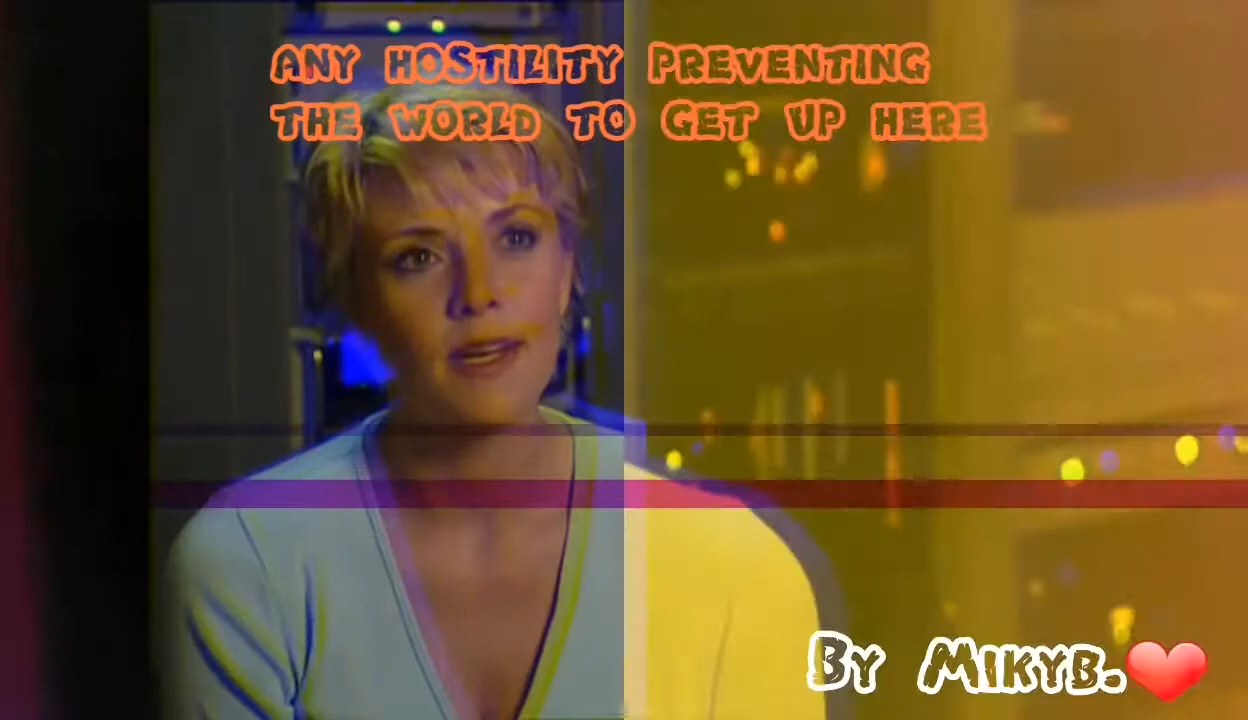 ANY HOSTILITY PREVENTING
THE WORLD TO GET UP HERE
By Mikyb.❤️